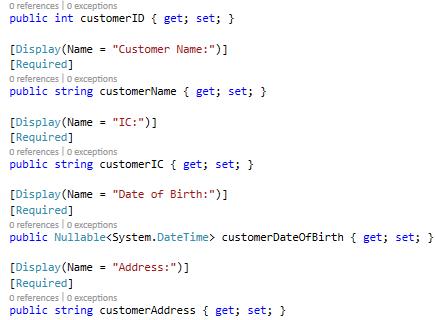 0 references | 0 exceptions
public int customerID { get; set; }
[Display(Name = "Customer Name:")]
[Required]
0 references | 0 exceptions
public string customerName { get; set; }
[Display(Name = "IC:")]
[Required]
0 references | 0 exceptions
public string customerIC { get; set; }
[Display(Name = "Date of Birth:")]
[Required]
0 references | 0 exceptions
public Nullable<System.DateTime> customerDateOfBirth { get; set; }
[Display(Name = "Address:")]
[Required]
0 references | 0 exceptions
public string customerAddress { get; set; }